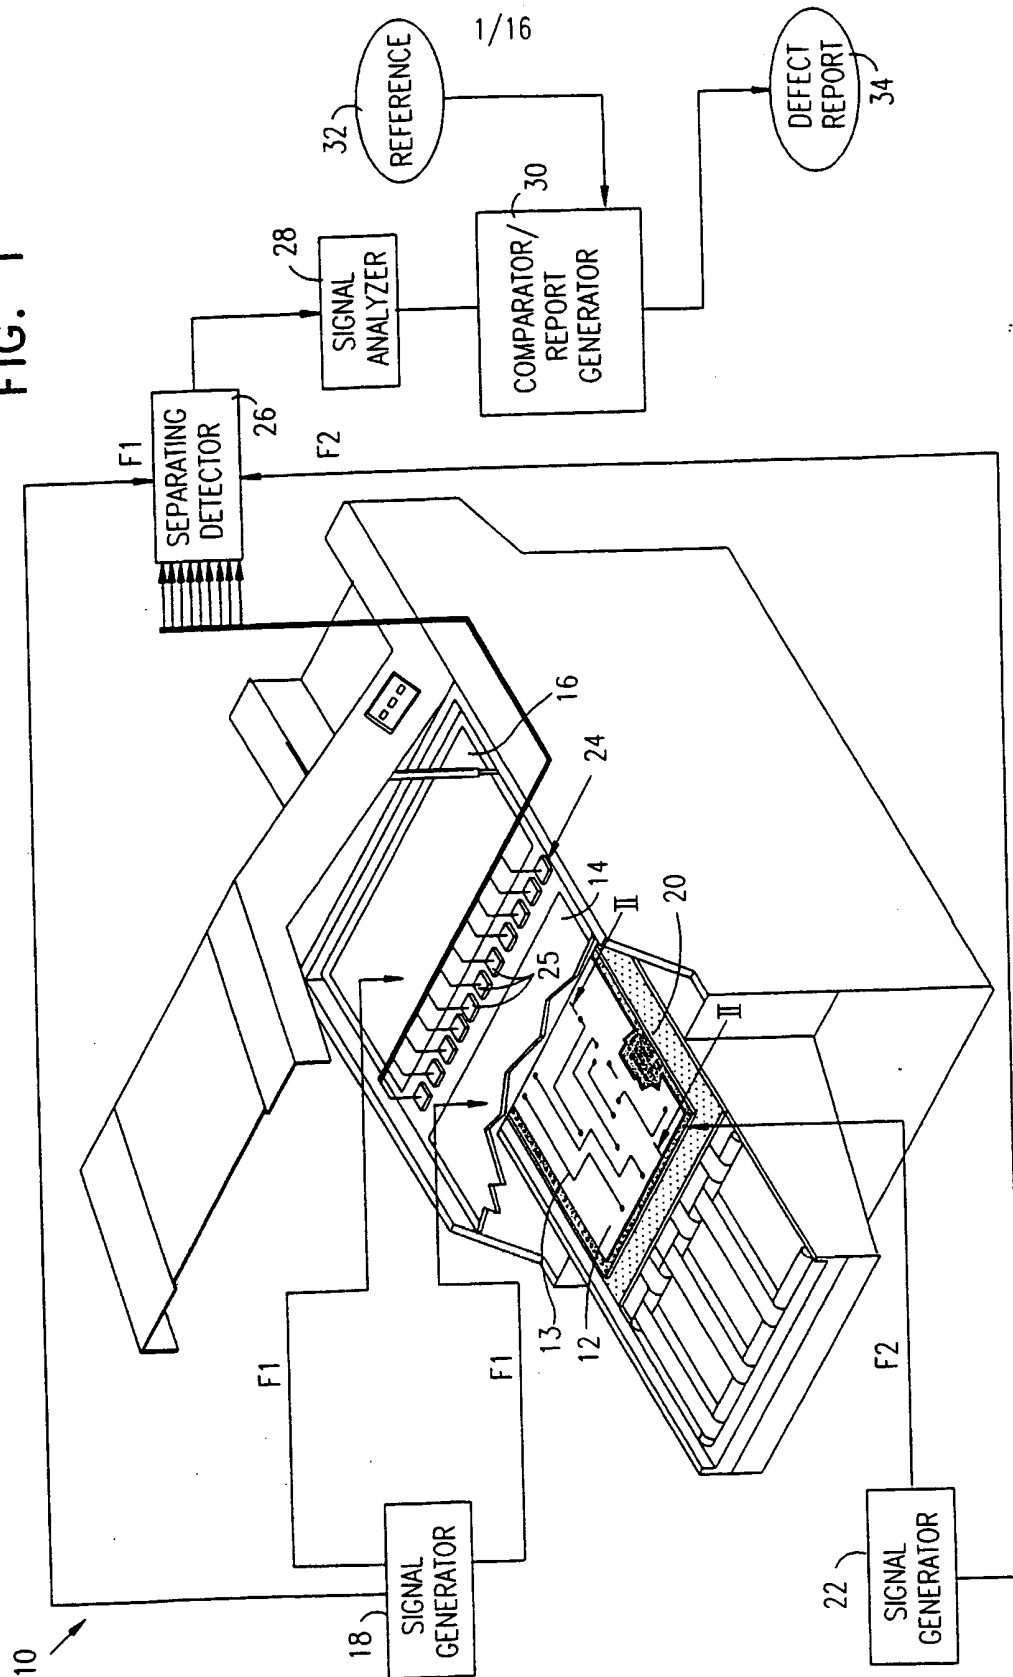 1/16
FIG. 1
10
F1
SEPARATING
DETECTOR
26
F2
28
SIGNAL
ANALYZER
30
COMPARATOR/
REPORT
GENERATOR
32
REFERENCE
DEFECT
REPORT
34
16
24
14
25
II
20
II
13
12
F1
F1
18
SIGNAL
GENERATOR
F2
22
SIGNAL
GENERATOR